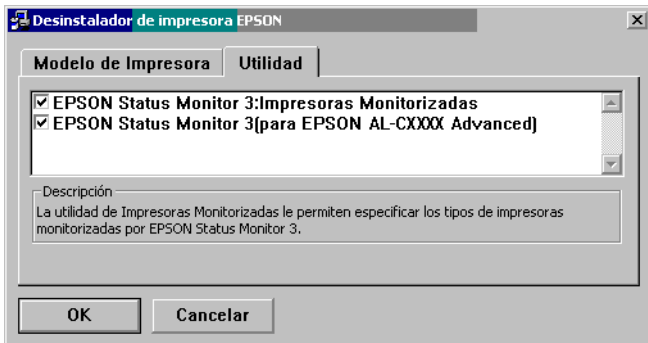 Desinstalador de impresora EPSON
Modelo de Impresora Utilidad
EPSON Status Monitor 3:Impresoras Monitorizadas
EPSON Status Monitor 3(para EPSON AL-CXXXX Advanced)
Descripción
La utilidad de Impresoras Monitorizadas le permiten especificar los tipos de impresoras
monitorizadas por EPSON Status Monitor 3.
OK Cancelar